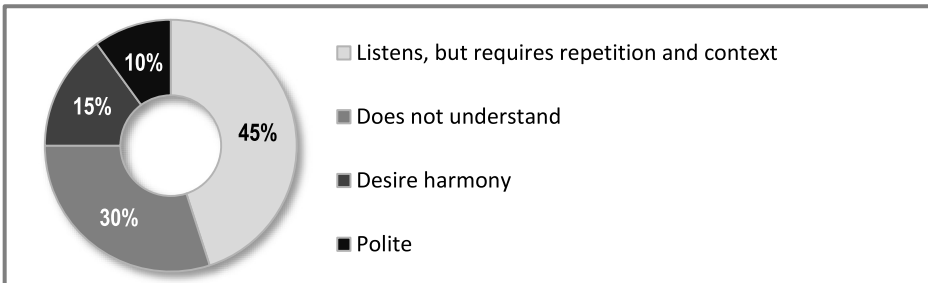 10%
15%
45%
30%
Listens, but requires repetition and context
Does not understand
Desire harmony
Polite